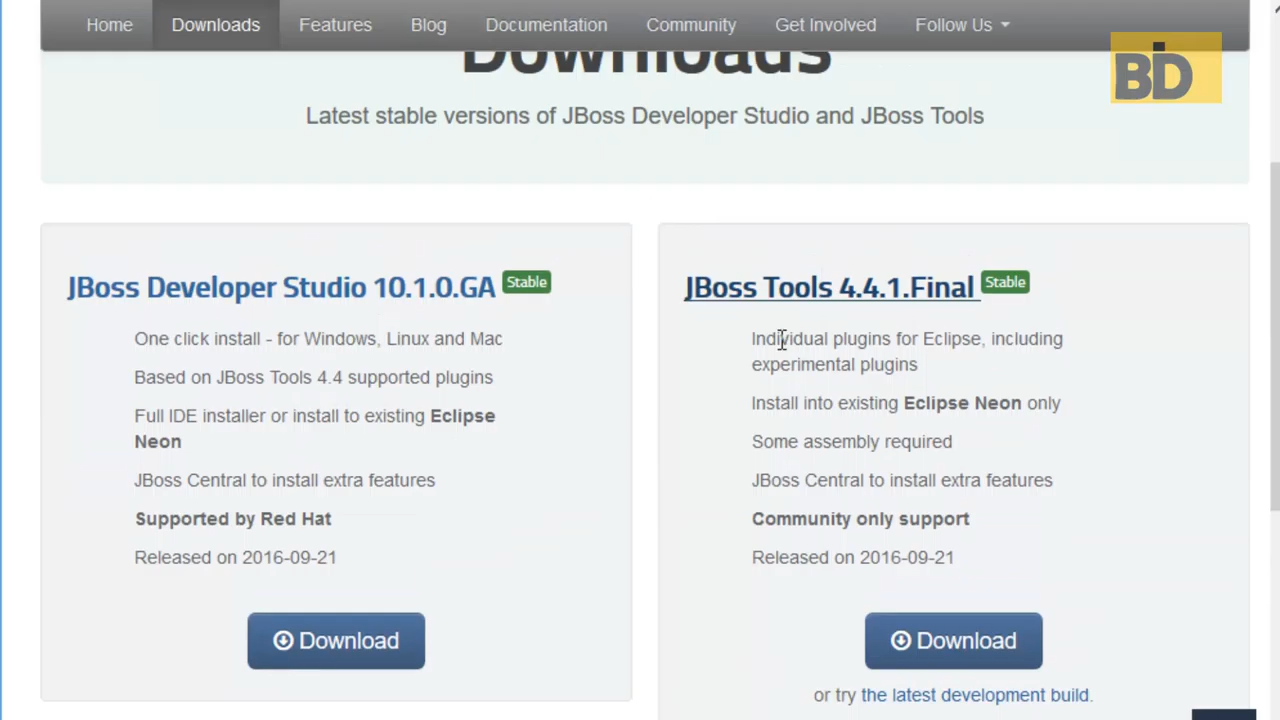 Home Downloads Features Blog Documentation Community Get Involved Follow Us
BD
Downloads
Latest stable versions of JBoss Developer Studio and JBoss Tools
JBoss Developer Studio 10.1.0.GA Stable
One click install - for Windows, Linux and Mac
Based on JBoss Tools 4.4 supported plugins
Full IDE installer or install to existing Eclipse
Neon
JBoss Central to install extra features
Supported by Red Hat
Released on 2016-09-21
Download
JBoss Tools 4.4.1.Final Stable
Individual plugins for Eclipse, including
experimental plugins
Install into existing Eclipse Neon only
Some assembly required
JBoss Central to install extra features
Community only support
Released on 2016-09-21
Download
or try the latest development build.